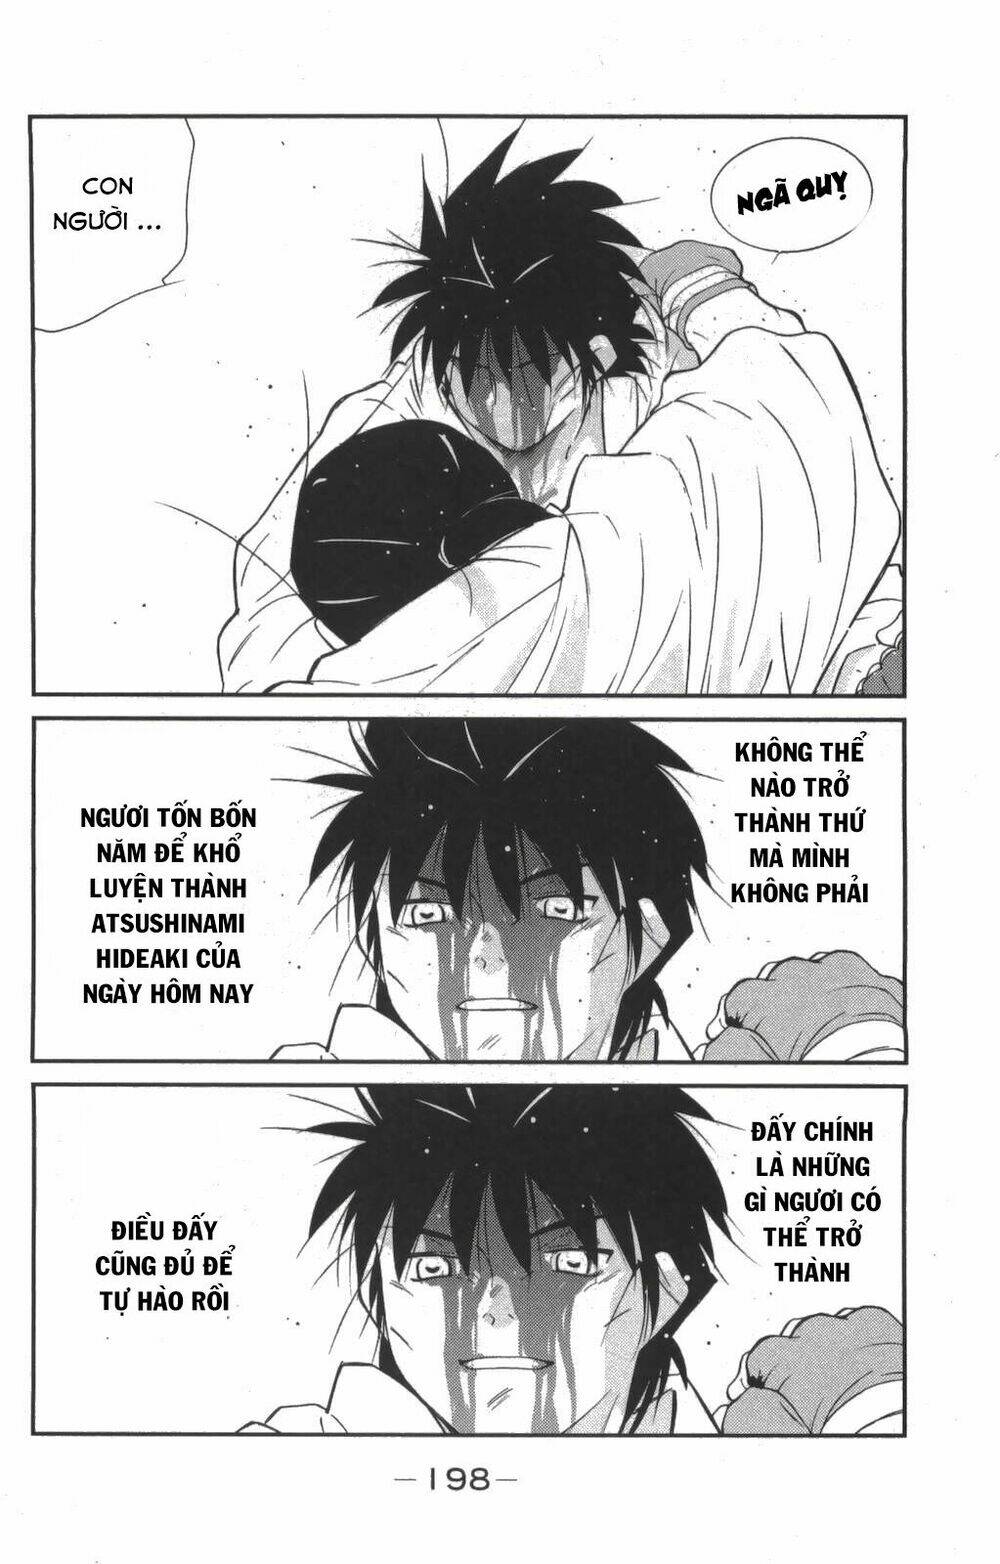 NGÃ QUỴ
CON
NGƯỜI ...
KHÔNG THỂ
NÀO TRỞ
THÀNH THỨ
MÀ MÌNH
KHÔNG PHẢI
NGƯƠI TỐN BỐN
NĂM ĐỂ KHỔ
LUYỆN THÀNH
ATSUSHINAMI
HIDEAKI CỦA
NGÀY HÔM NAY
ĐẤY CHÍNH
LÀ NHỮNG
GÌ NGƯƠI CÓ
THỂ TRỞ
THÀNH
ĐIỀU ĐẤY
CŨNG ĐỦ ĐỂ
TỰ HÀO RỒI
—198—